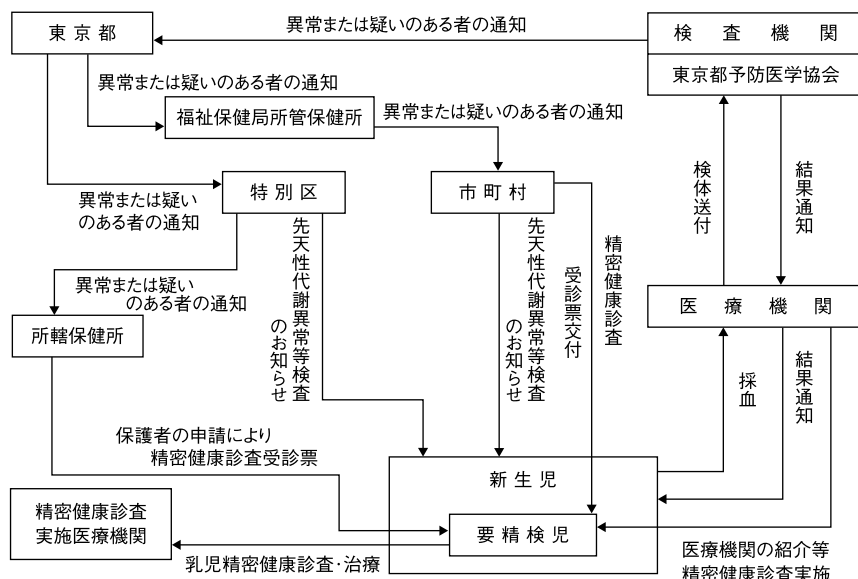 東京都
異常または疑いのある者の通知
検査機関
東京都予防医学協会
異常または疑いのある者の通知
福祉保健局所管保健所
異常または疑いのある者の通知
異常または疑い
のある者の通知
特別区
市町村
検体送付
結果通知
先天性代謝異常等検査
のお知らせ
先天性代謝異常等検査
のお知らせ
精密健康診査
受診票交付
異常または疑い
のある者の通知
所轄保健所
医療機関
採血
結果通知
保護者の申請により
精密健康診査受診票
新生児
要精検児
精密健康診査
実施医療機関
乳児精密健康診査・治療
医療機関の紹介等
精密健康診査実施